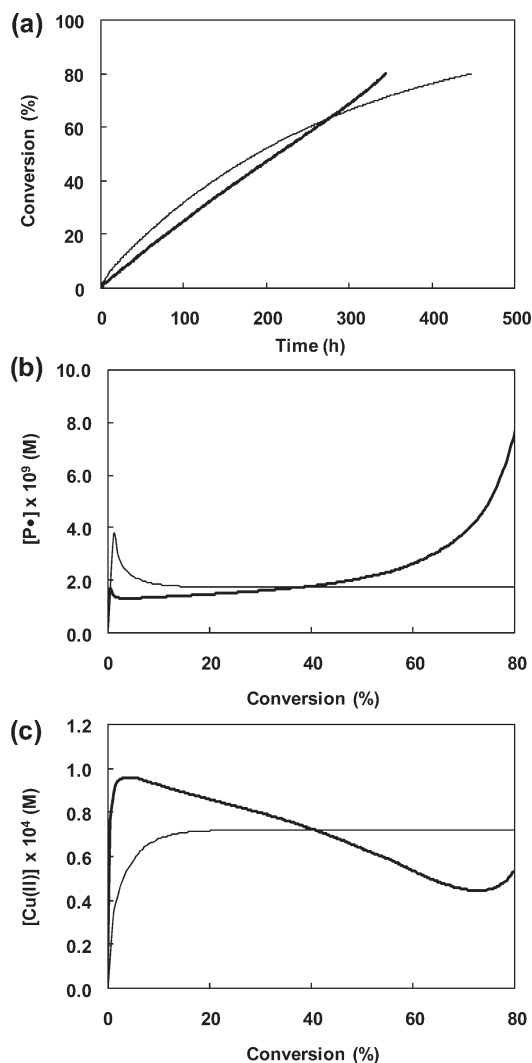 (a)
100
80
60
40
20
0
Conversion (%)
0 100 200 300 400 500
Time (h)
(b)
10.0
8.0
6.0
4.0
2.0
0.0
[P●] x 10⁹ (M)
0 20 40 60 80
Conversion (%)
(c)
1.2
1.0
0.8
0.6
0.4
0.2
0.0
[Cu(II)] x 10⁴ (M)
0 20 40 60 80
Conversion (%)